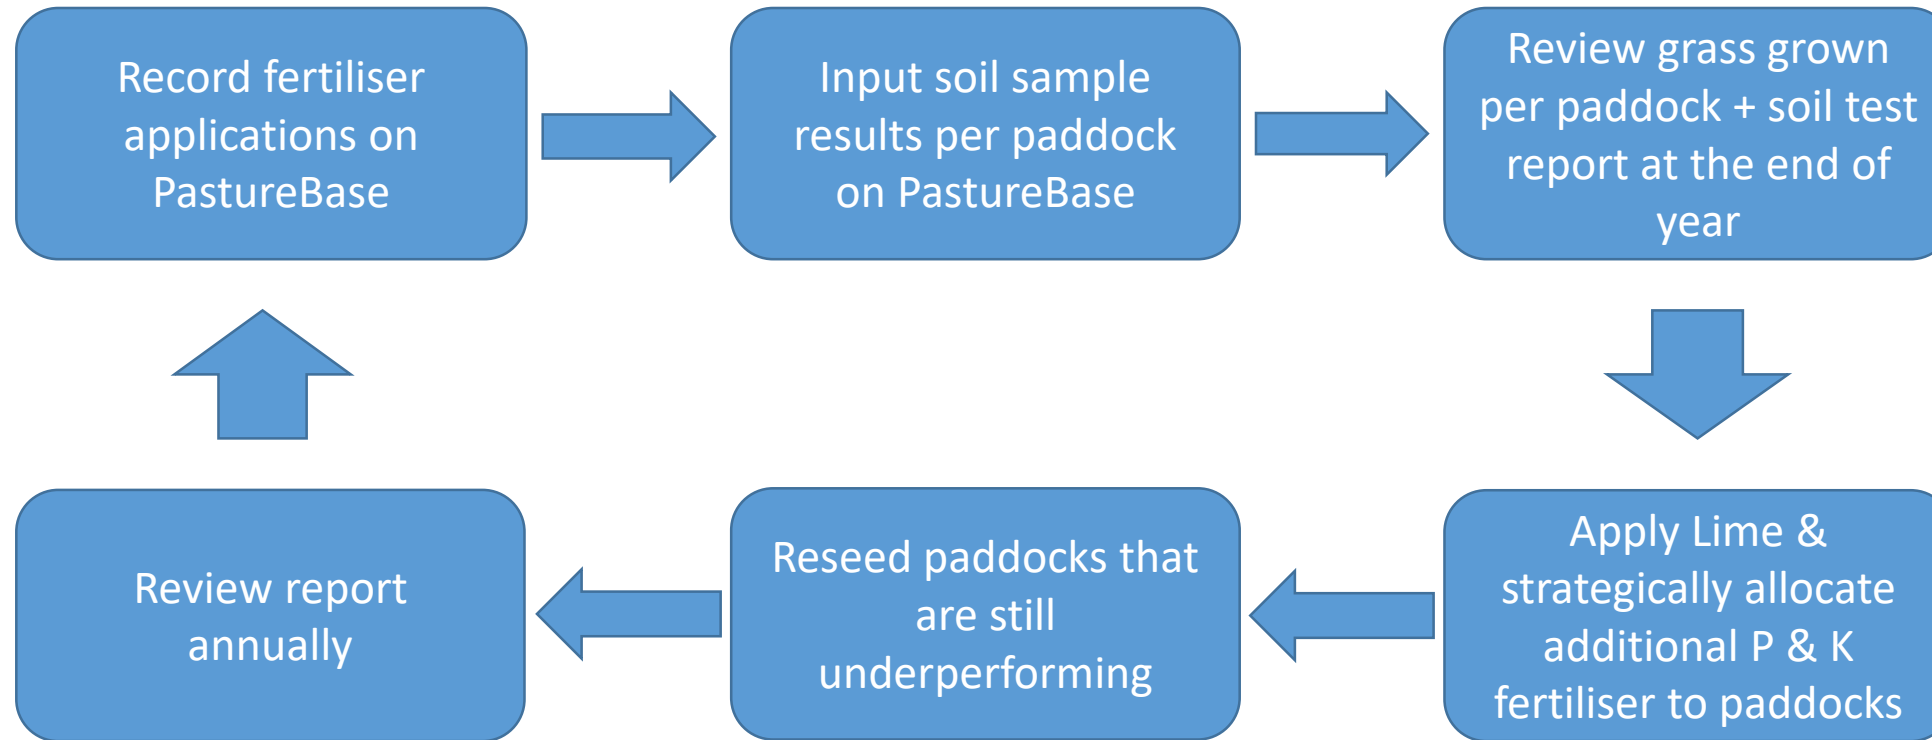 Record fertiliser
applications on
PastureBase
Input soil sample
results per paddock
on PastureBase
Review grass grown
per paddock + soil test
report at the end of
year
Apply Lime &
strategically allocate
additional P & K
fertiliser to paddocks
Reseed paddocks that
are still
underperforming
Review report
annually